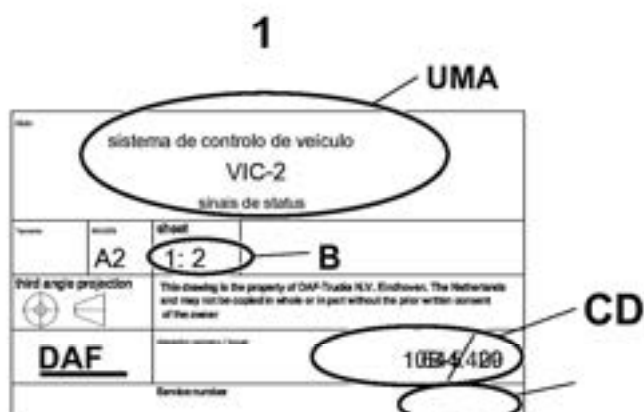 1
UMA
sistema de controlo de veículo
VIC-2
sinais de status
sheet
A2
1: 2
B
third angle projection
This drawing is the property of DAF-Trucks N.V. Eindhoven. The Netherlands
and may not be copied in whole or in part without the prior written consent
of the owner
CD
DAF
Service number